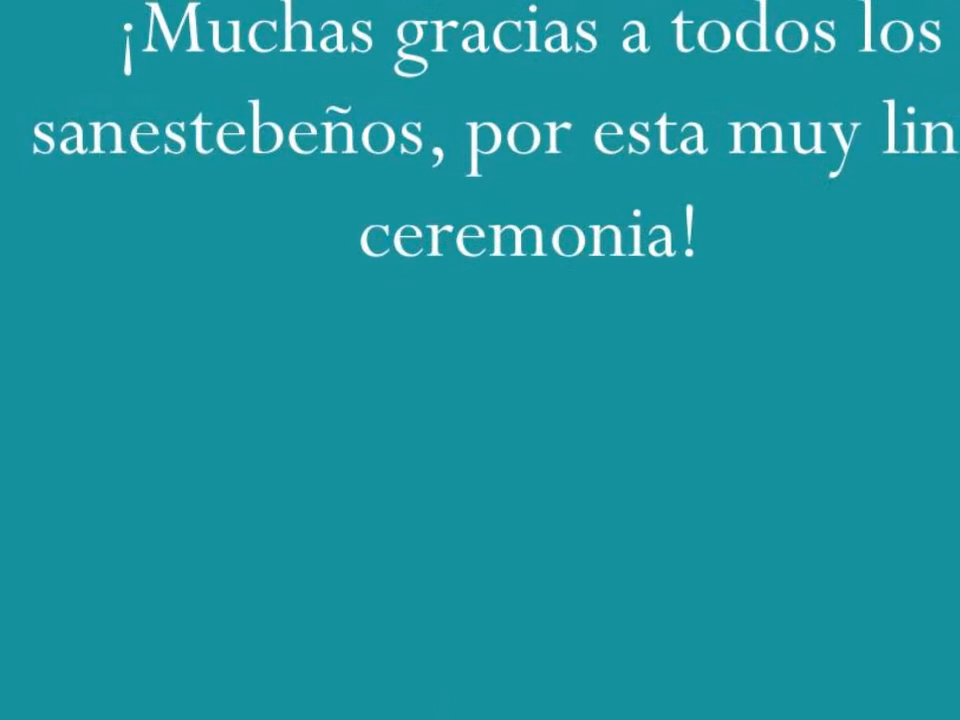 ¡Muchas gracias a todos los
sanestebeños, por esta muy lin
ceremonia!